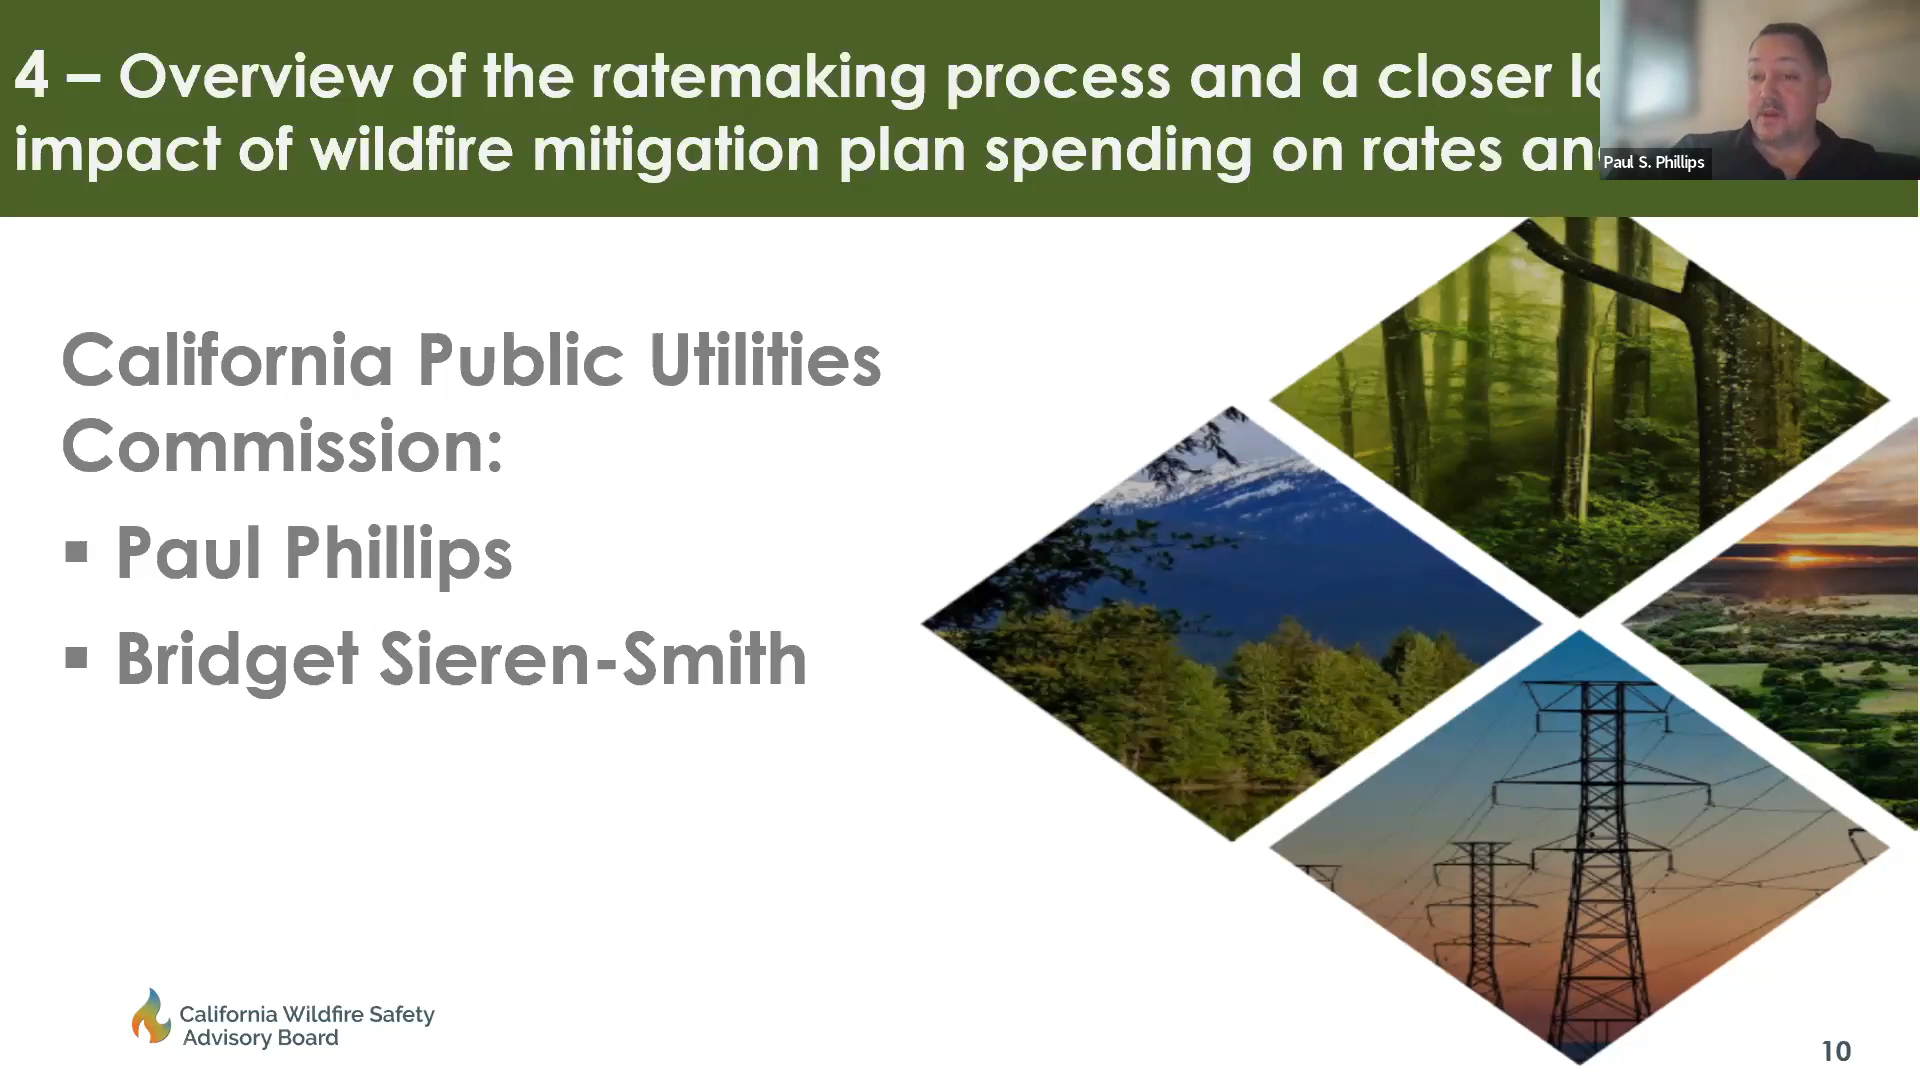 4 – Overview of the ratemaking process and a closer
impact of wildfire mitigation plan spending on rates
Paul S. Phillips
California Public Utilities
Commission:
▪ Paul Phillips
▪ Bridget Sieren-Smith
California Wildfire Safety
Advisory Board
10